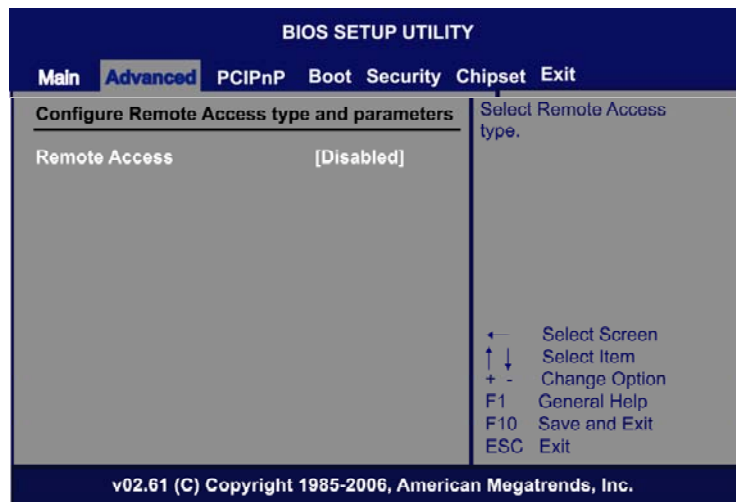 BIOS SETUP UTILITY
Main Advanced PCIPnP Boot Security Chipset Exit
Configure Remote Access type and parameters
Remote Access [Disabled]
Select Remote Access
type.
← Select Screen
↑↓ Select Item
+ - Change Option
F1 General Help
F10 Save and Exit
ESC Exit
v02.61 (C) Copyright 1985-2006, American Megatrends, Inc.